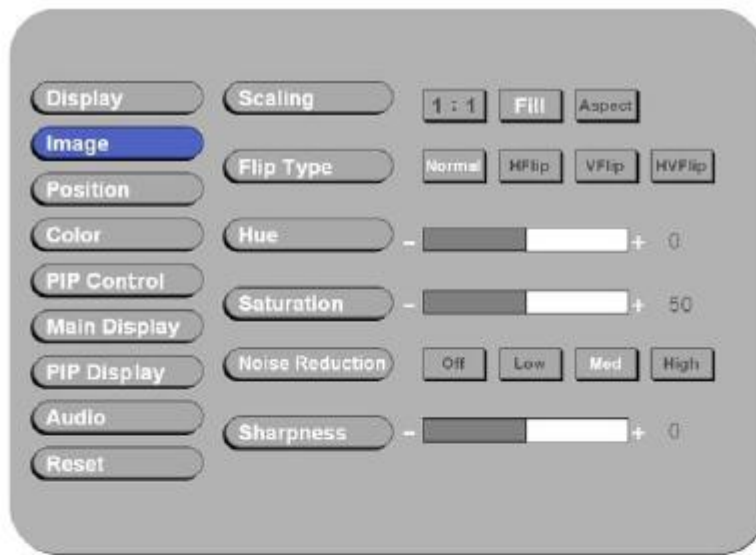 Display
Image
Position
Color
PIP Control
Main Display
PIP Display
Audio
Reset
Scaling 1 : 1 Fill Aspect
Flip Type Normal HFlip VFlip HVFlip
Hue - + 0
Saturation - + 50
Noise Reduction Off Low Med High
Sharpness - + 0